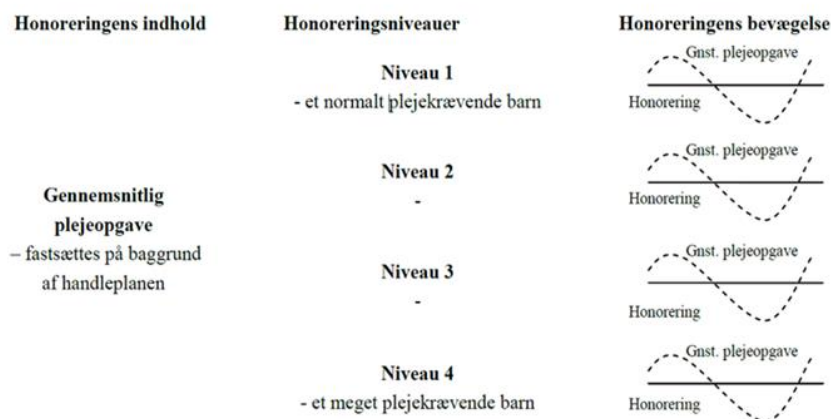 Honoreringens indhold
Honoreringsniveauer
Honoreringens bevægelse
Niveau 1
- et normalt plejekrævende barn
Gnst. plejeopgave
Honorering
Niveau 2
-
Gnst. plejeopgave
Honorering
Gennemsnitlig
plejeopgave
– fastsættes på baggrund
af handleplanen
Niveau 3
-
Gnst. plejeopgave
Honorering
Niveau 4
- et meget plejekrævende barn
Gnst. plejeopgave
Honorering